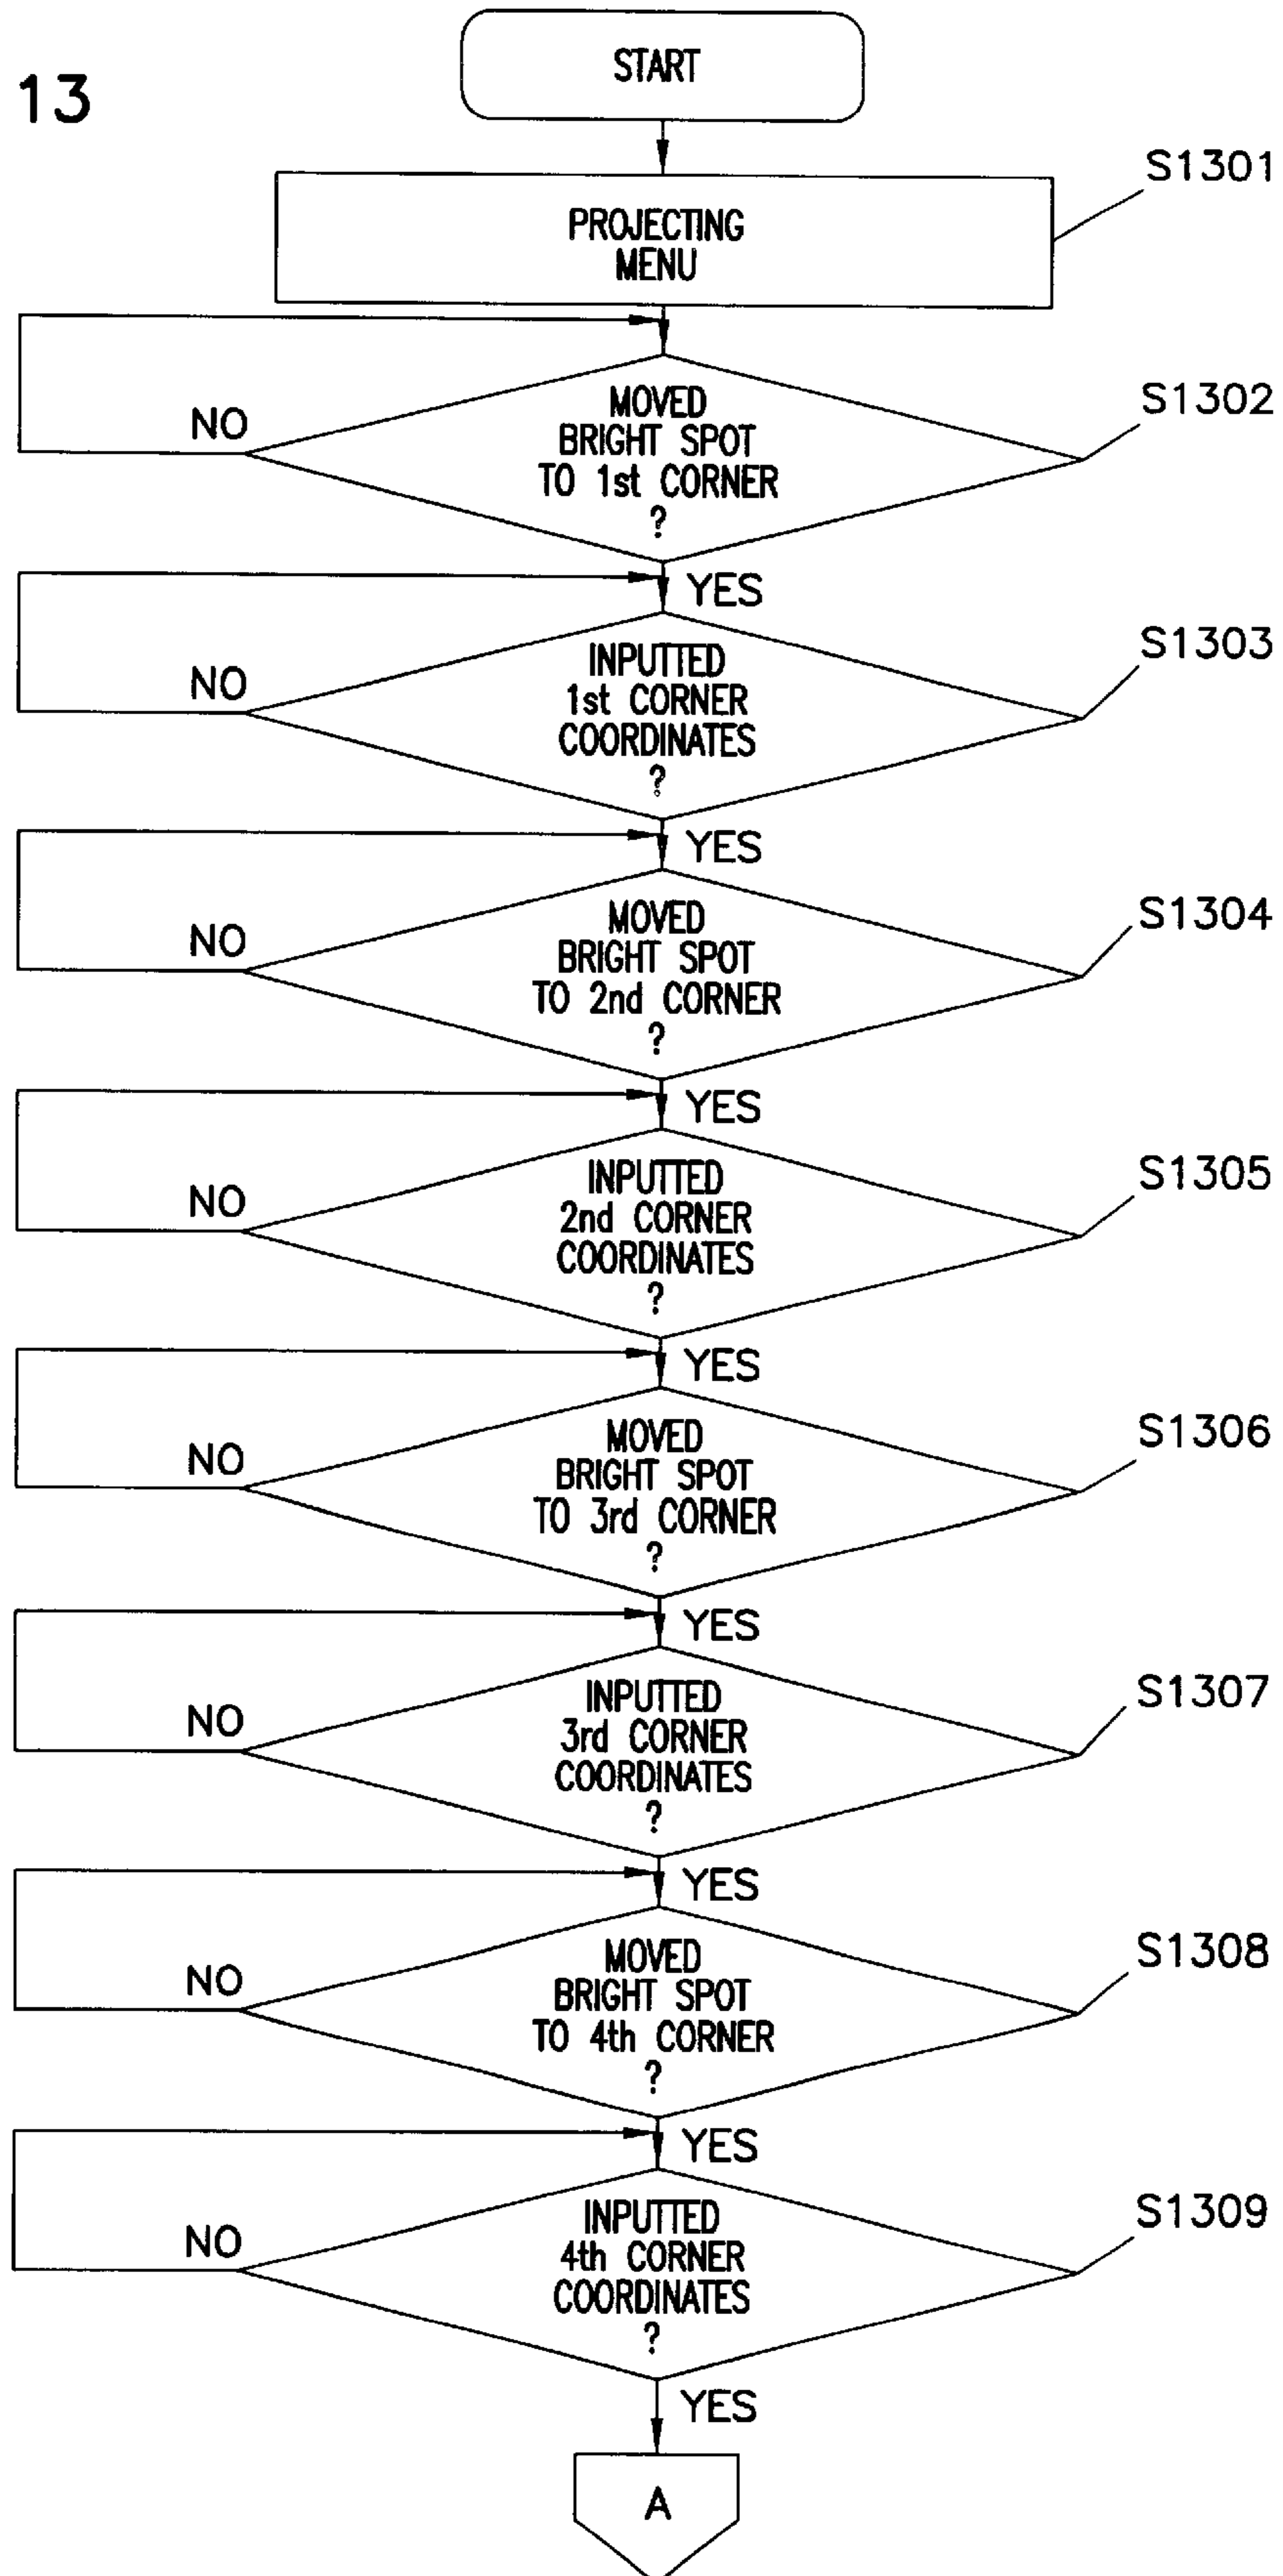 13
START
S1301
PROJECTING
MENU
S1302
MOVED
BRIGHT SPOT
TO 1st CORNER
?
NO
YES
S1303
INPUTTED
1st CORNER
COORDINATES
?
NO
YES
S1304
MOVED
BRIGHT SPOT
TO 2nd CORNER
?
NO
YES
S1305
INPUTTED
2nd CORNER
COORDINATES
?
NO
YES
S1306
MOVED
BRIGHT SPOT
TO 3rd CORNER
?
NO
YES
S1307
INPUTTED
3rd CORNER
COORDINATES
?
NO
YES
S1308
MOVED
BRIGHT SPOT
TO 4th CORNER
?
NO
YES
S1309
INPUTTED
4th CORNER
COORDINATES
?
NO
YES
A